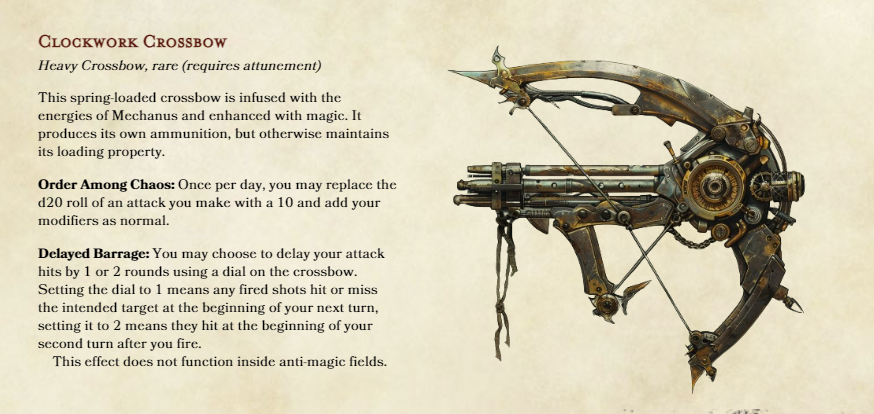 Clockwork Crossbow
Heavy Crossbow, rare (requires attunement)
This spring-loaded crossbow is infused with the
energies of Mechanus and enhanced with magic. It
produces its own ammunition, but otherwise maintains
its loading property.
Order Among Chaos: Once per day, you may replace the
d20 roll of an attack you make with a 10 and add your
modifiers as normal.
Delayed Barrage: You may choose to delay your attack
hits by 1 or 2 rounds using a dial on the crossbow.
Setting the dial to 1 means any fired shots hit or miss
the intended target at the beginning of your next turn,
setting it to 2 means they hit at the beginning of your
second turn after you fire.
This effect does not function inside anti-magic fields.